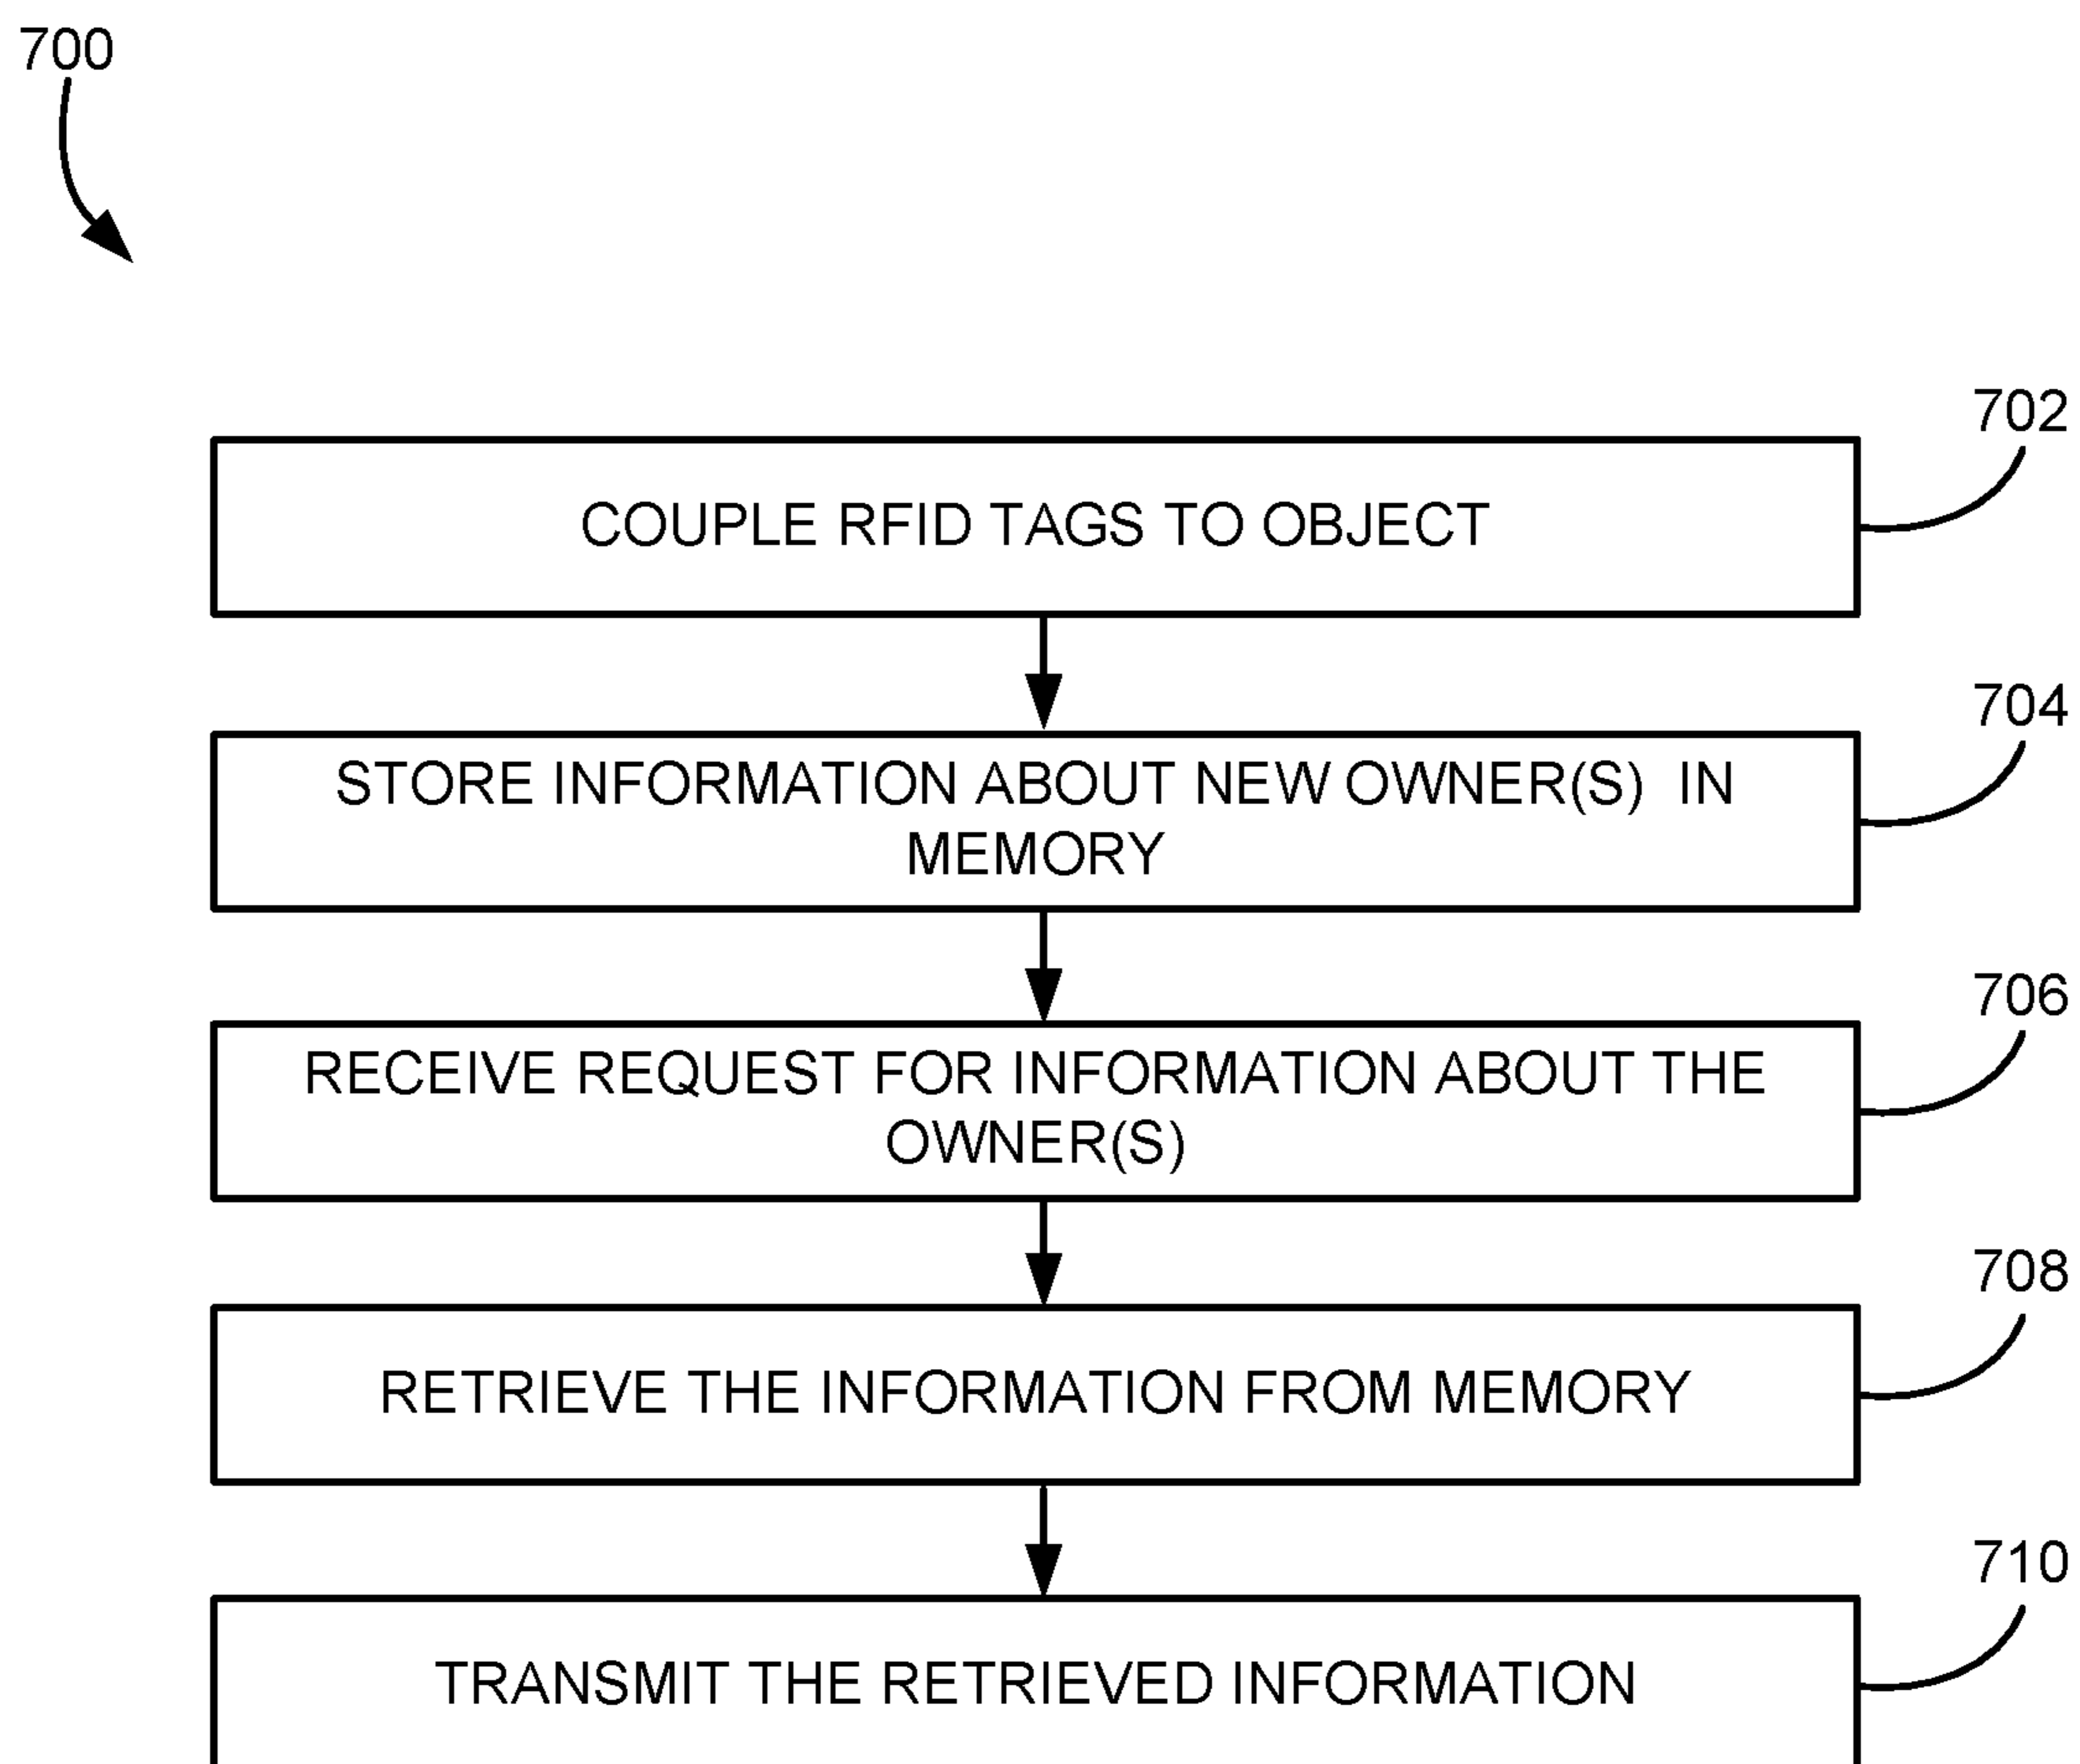 700
702
COUPLE RFID TAGS TO OBJECT
704
STORE INFORMATION ABOUT NEW OWNER(S)  IN
MEMORY
706
RECEIVE REQUEST FOR INFORMATION ABOUT THE
OWNER(S)
708
RETRIEVE THE INFORMATION FROM MEMORY
710
TRANSMIT THE RETRIEVED INFORMATION